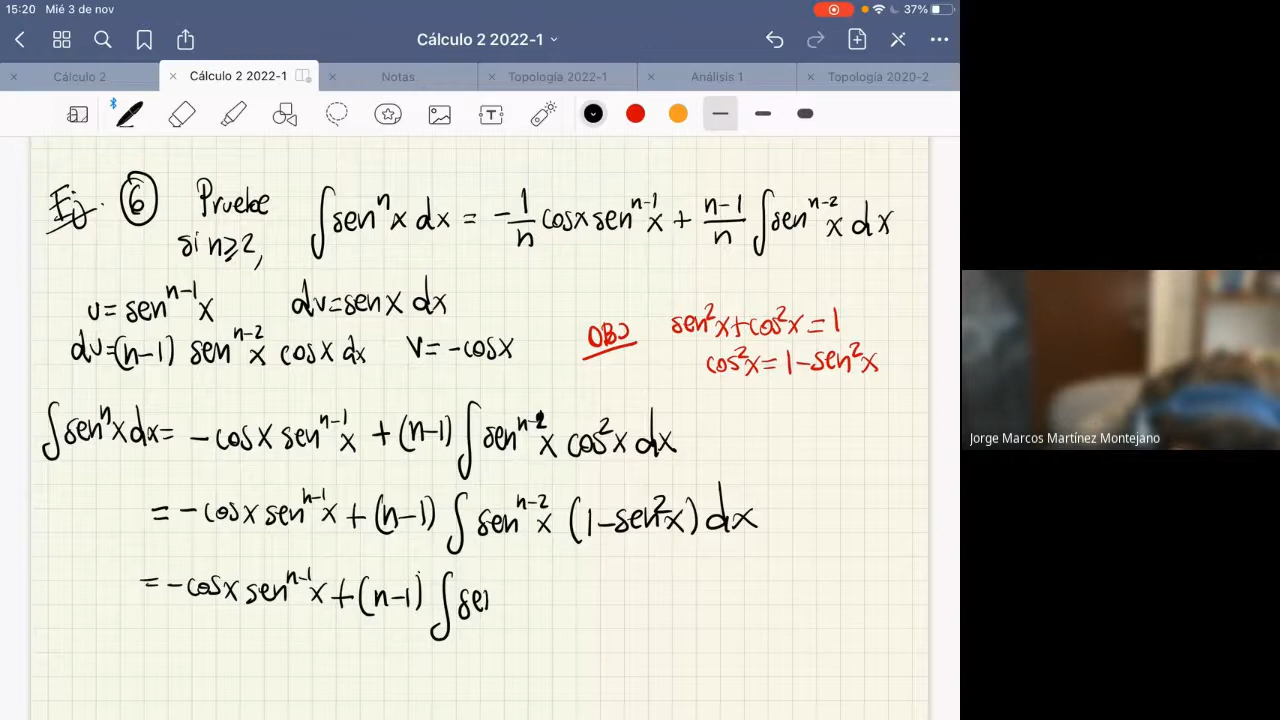 15:20 Mié 3 de nov 37%
Cálculo 2 2022-1
Cálculo 2 Cálculo 2 2022-1 Notas Topología 2022-1 Análisis 1 Topología 2020-2
Ej. ⑥ Pruebe ∫ senⁿx dx = -1/n cosx senⁿ⁻¹x + (n-1)/n ∫ senⁿ⁻²x dx
si n≥2,
u = senⁿ⁻¹x dv = senx dx
du = (n-1) senⁿ⁻²x cosx dx v = -cosx
OBS sen²x+cos²x = 1
cos²x = 1-sen²x
∫ senⁿx dx = -cosx senⁿ⁻¹x + (n-1) ∫ senⁿ⁻²x cos²x dx
= -cosx senⁿ⁻¹x + (n-1) ∫ senⁿ⁻²x (1-sen²x) dx
= -cosx senⁿ⁻¹x + (n-1) ∫ sen
Jorge Marcos Martínez Montejano